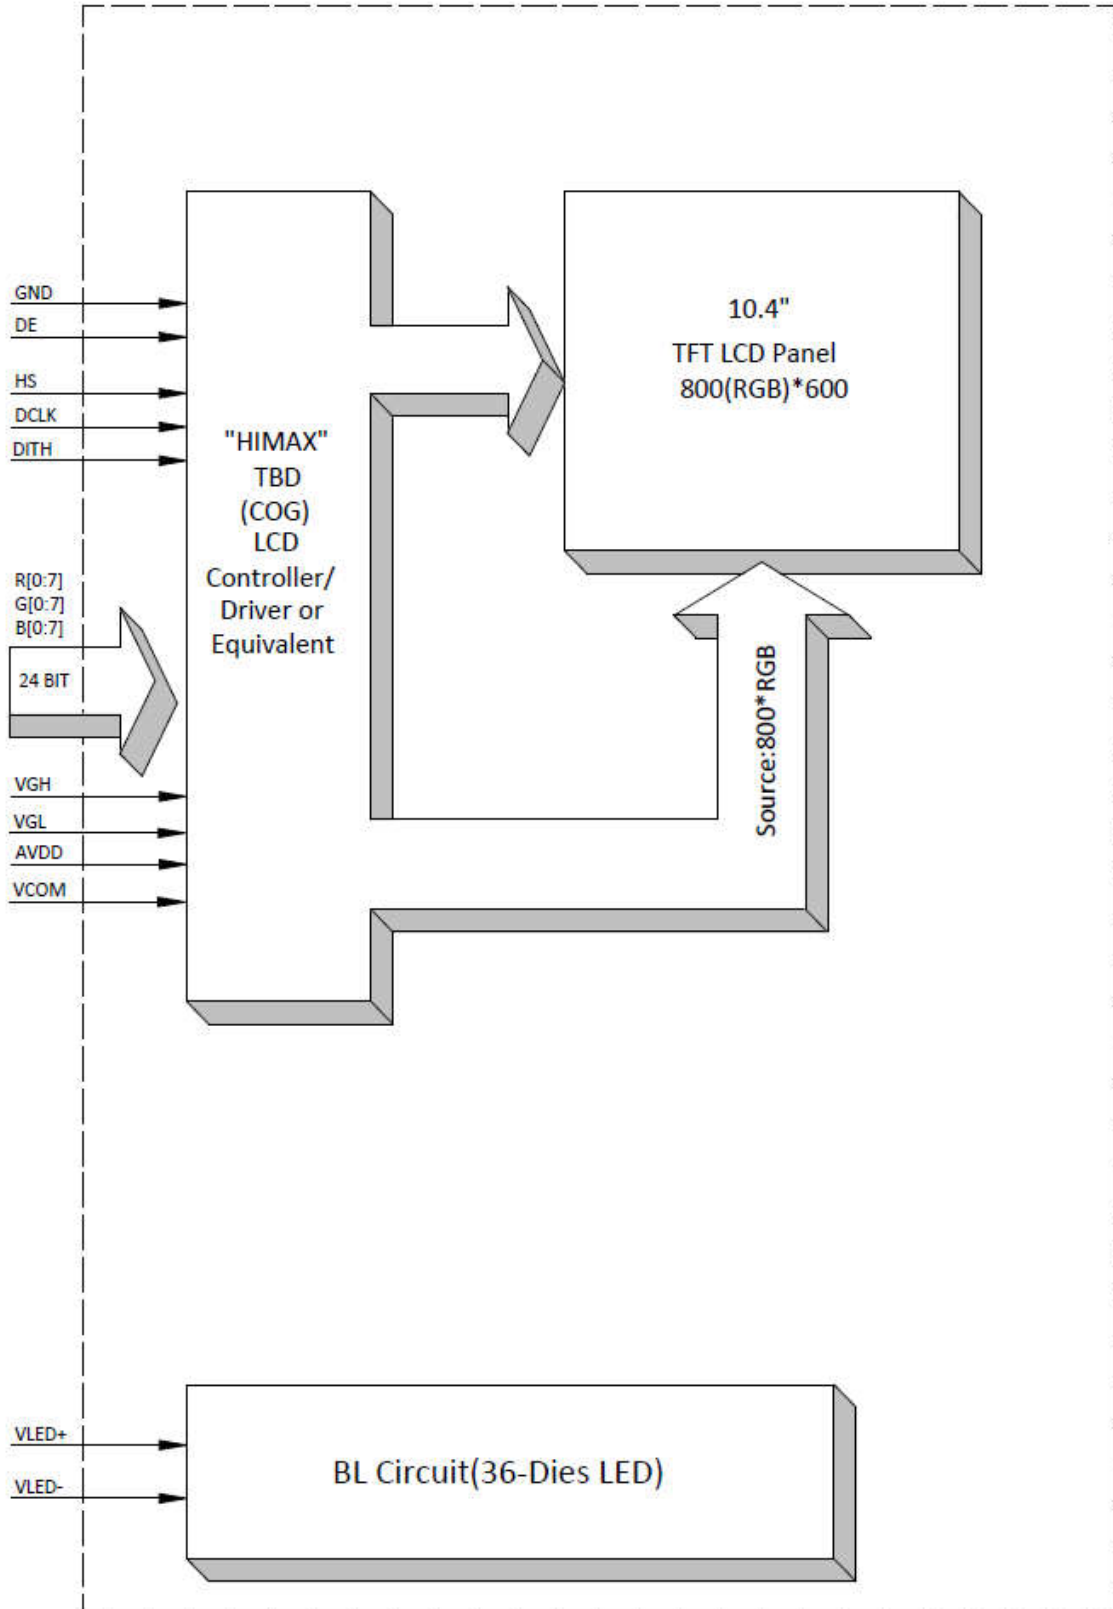 GND
DE
HS
DCLK
DITH
R[0:7]
G[0:7]
B[0:7]
24 BIT
VGH
VGL
AVDD
VCOM
"HIMAX"
TBD
(COG)
LCD
Controller/
Driver or
Equivalent
10.4"
TFT LCD Panel
800(RGB)*600
Source:800*RGB
VLED+
VLED-
BL Circuit(36-Dies LED)